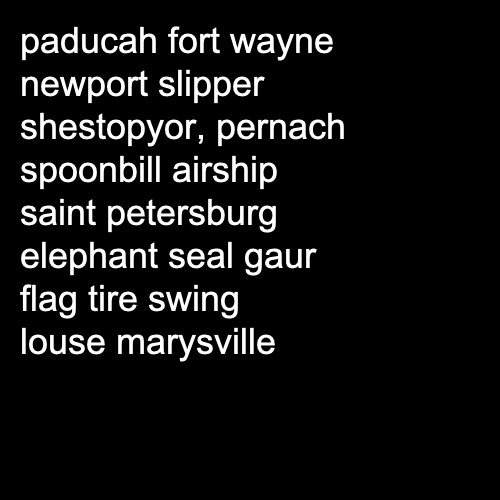 paducah fort wayne
newport slipper
shestopyor, pernach
spoonbill airship
saint petersburg
elephant seal gaur
flag tire swing
louse marysville